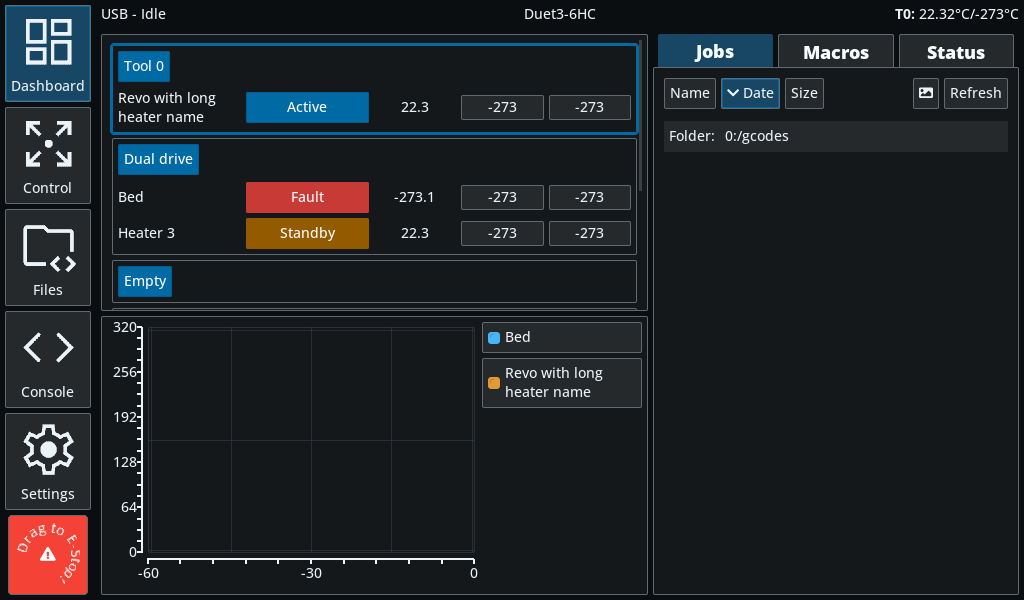 USB - Idle
Duet3-6HC
T0: 22.32°C/-273°C
Dashboard
Control
Files
Console
Settings
Drag to E-Stop!
Tool 0
Revo with long
heater name
Active
22.3
-273
-273
Dual drive
Bed
Fault
-273.1
-273
-273
Heater 3
Standby
22.3
-273
-273
Empty
320
256
192
128
64
0
-60
-30
0
Bed
Revo with long
heater name
Jobs
Macros
Status
Name
Date
Size
Refresh
Folder: 0:/gcodes